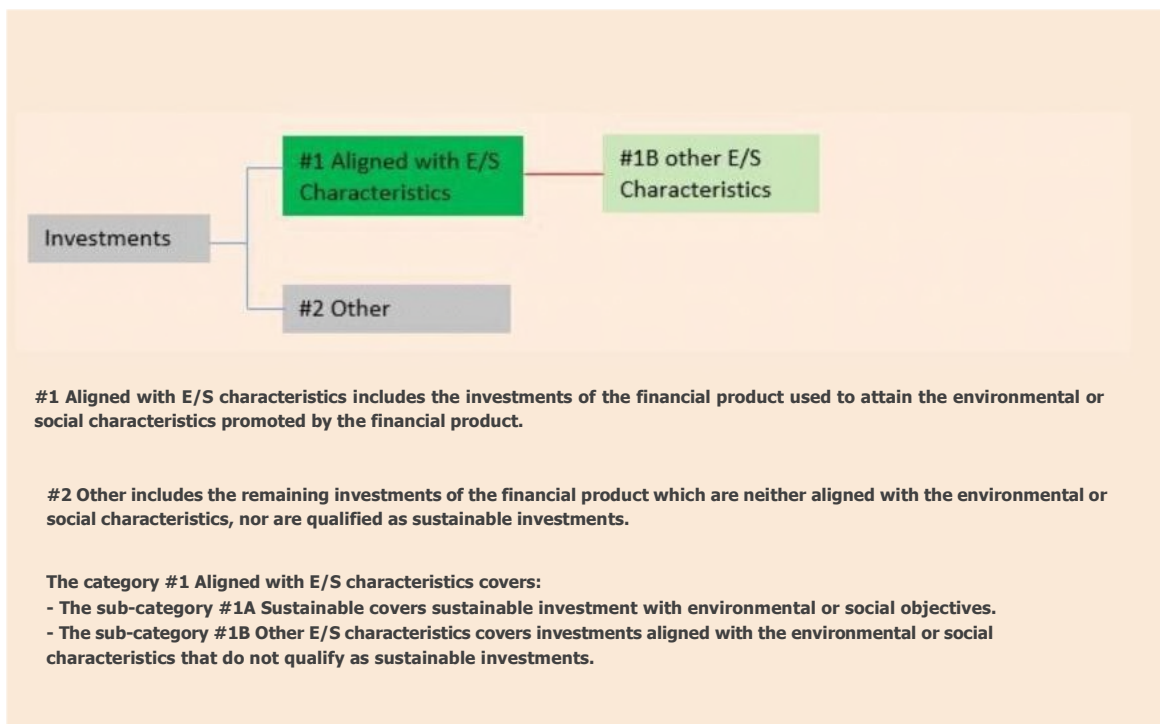 #1 Aligned with E/S
Characteristics
#1B other E/S
Characteristics
Investments
#2 Other
#1 Aligned with E/S characteristics includes the investments of the financial product used to attain the environmental or
social characteristics promoted by the financial product.
#2 Other includes the remaining investments of the financial product which are neither aligned with the environmental or
social characteristics, nor are qualified as sustainable investments.
The category #1 Aligned with E/S characteristics covers:
- The sub-category #1A Sustainable covers sustainable investment with environmental or social objectives.
- The sub-category #1B Other E/S characteristics covers investments aligned with the environmental or social
characteristics that do not qualify as sustainable investments.